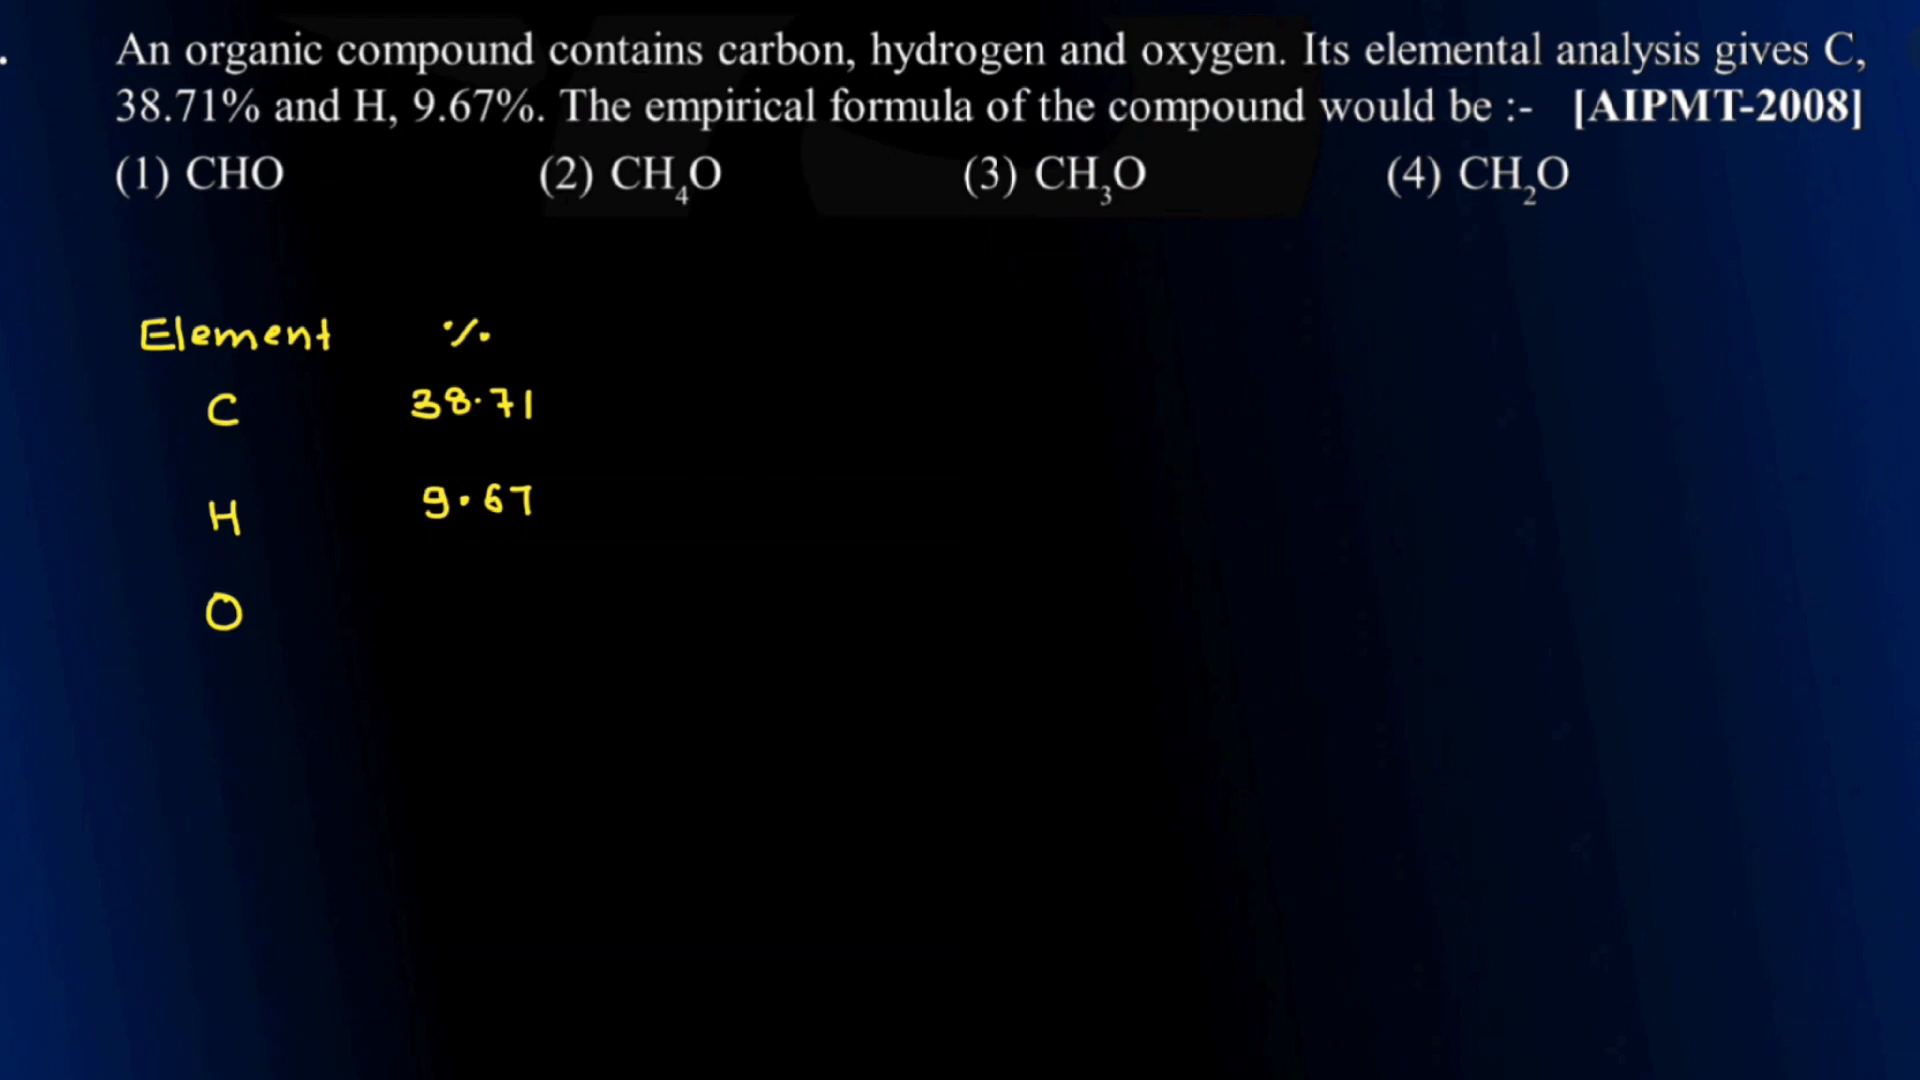 An organic compound contains carbon, hydrogen and oxygen. Its elemental analysis gives C,
38.71% and H, 9.67%. The empirical formula of the compound would be :- [AIPMT-2008]
(1) CHO (2) CH₄O (3) CH₃O (4) CH₂O
Element %
C 38.71
H 9.67
O